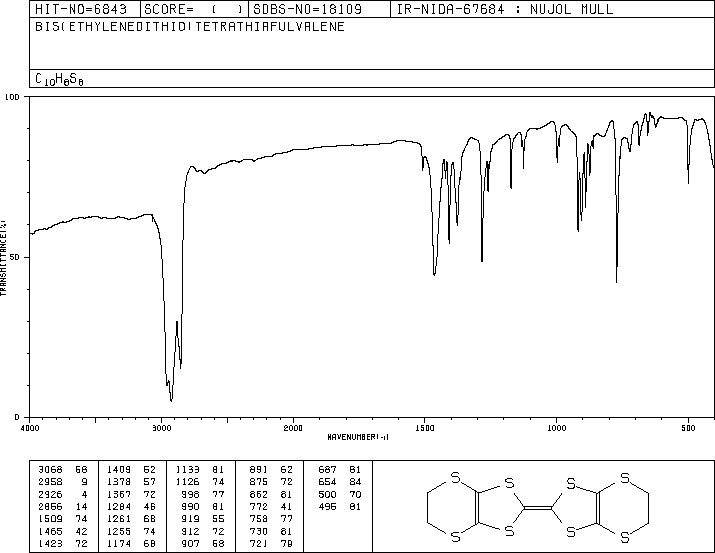 HIT-NO=6843 SCORE= ( ) SDBS-NO=18109 IR-NIDA-67684 : NUJOL MULL
BIS(ETHYLENEDITHIO)TETRATHIAFULVALENE
C10H8S8
100
TRANSMITTANCE(%)
50
0
4000 3000 2000 1500 1000 500
WAVENUMBER(-1)
3068 68 1409 52 1139 81 891 62 687 81
2958 9 1378 57 1126 74 875 72 654 84
2926 4 1367 72 998 77 862 81 500 70
2866 14 1284 46 990 81 772 41 496 81
1509 74 1261 68 919 55 758 77
1465 42 1255 74 912 72 730 81
1423 72 1174 68 907 58 721 79
S S S S
S S S S